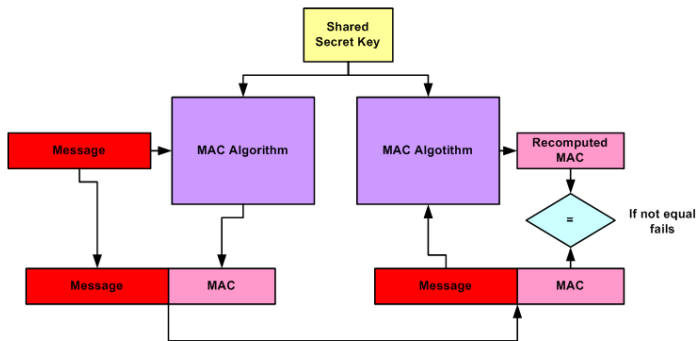 Shared
Secret Key
MAC Algorithm
MAC Algotithm
Message
Recomputed
MAC
=
If not equal
fails
Message
MAC
Message
MAC